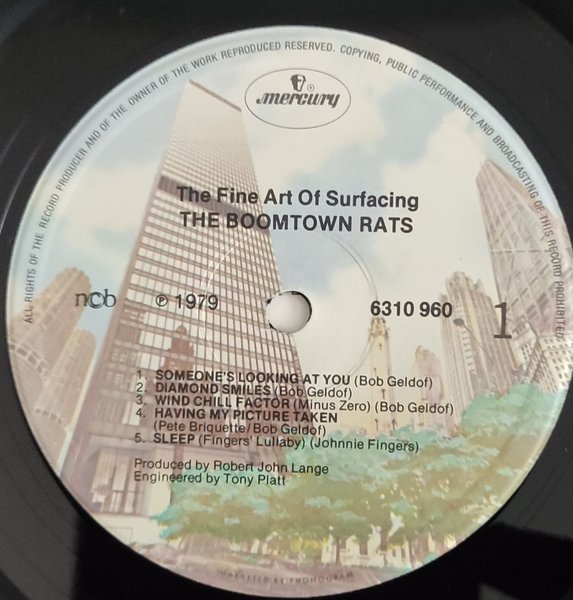 ALL RIGHTS OF THE RECORD PRODUCER AND OF THE OWNER OF THE WORK REPRODUCED RESERVED. COPYING, PUBLIC PERFORMANCE AND BROADCASTING OF THIS RECORD PROHIBITED
mercury ®
The Fine Art Of Surfacing
THE BOOMTOWN RATS
ncb ℗ 1979 6310 960 1
1. SOMEONE'S LOOKING AT YOU (Bob Geldof)
2. DIAMOND SMILES (Bob Geldof)
3. WIND CHILL FACTOR (Minus Zero) (Bob Geldof)
4. HAVING MY PICTURE TAKEN
(Pete Briquette/Bob Geldof)
5. SLEEP (Fingers' Lullaby) (Johnnie Fingers)
Produced by Robert John Lange
Engineered by Tony Platt
MARKETED BY PHONOGRAM